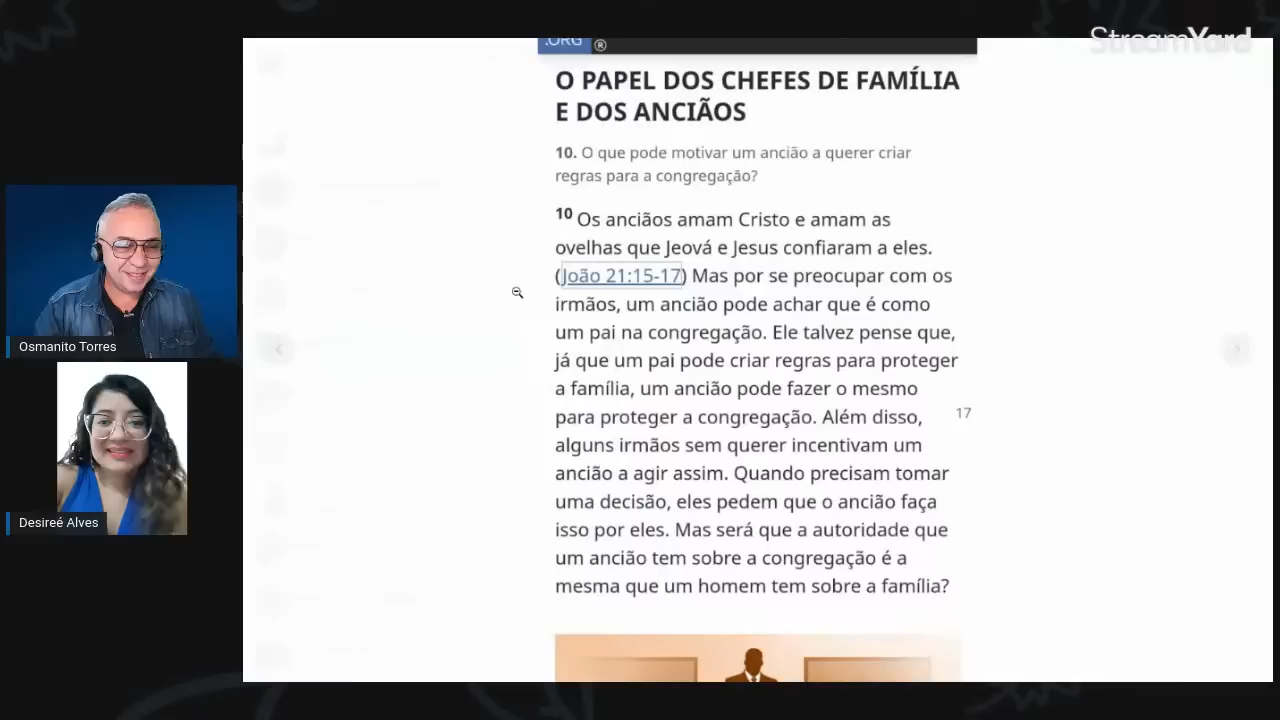 StreamYard
.ORG ®
O PAPEL DOS CHEFES DE FAMÍLIA
E DOS ANCIÃOS
10. O que pode motivar um ancião a querer criar
regras para a congregação?
10 Os anciãos amam Cristo e amam as
ovelhas que Jeová e Jesus confiaram a eles.
(João 21:15-17) Mas por se preocupar com os
irmãos, um ancião pode achar que é como
um pai na congregação. Ele talvez pense que,
já que um pai pode criar regras para proteger
a família, um ancião pode fazer o mesmo
para proteger a congregação. Além disso,
17
alguns irmãos sem querer incentivam um
ancião a agir assim. Quando precisam tomar
uma decisão, eles pedem que o ancião faça
isso por eles. Mas será que a autoridade que
um ancião tem sobre a congregação é a
mesma que um homem tem sobre a família?
Osmanito Torres
Desireé Alves